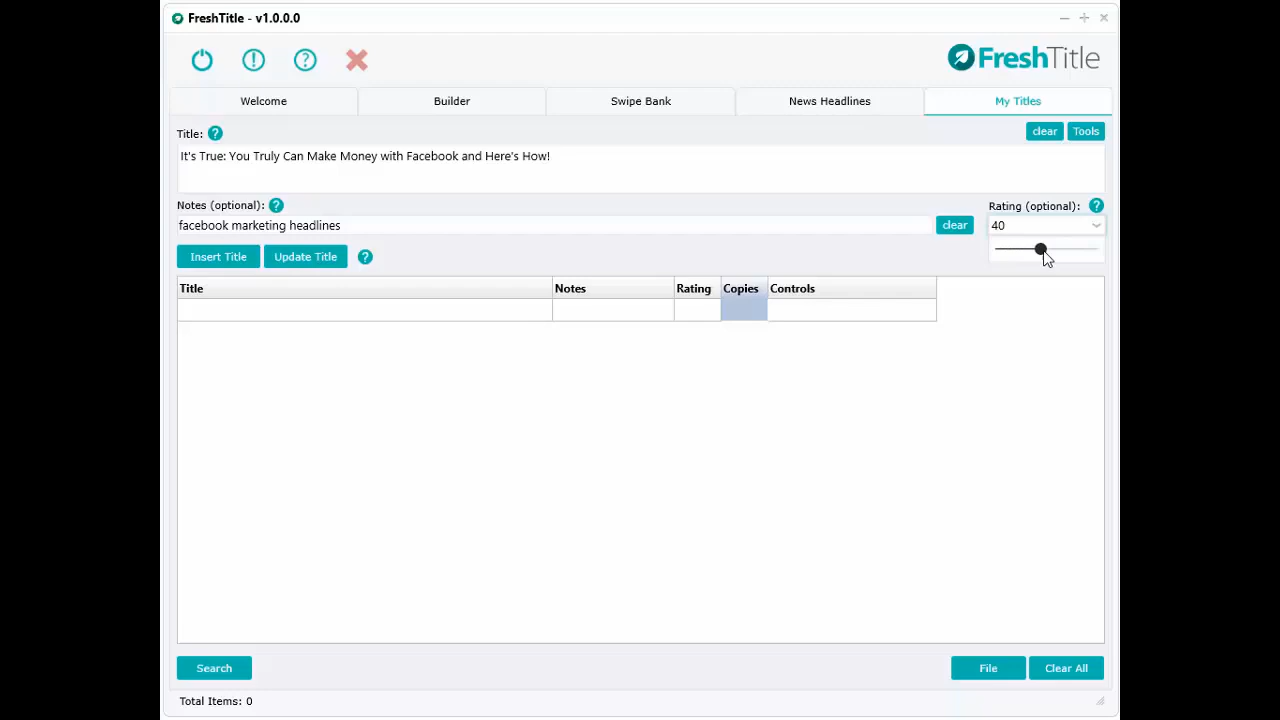 FreshTitle - v1.0.0.0
FreshTitle
Welcome
Builder
Swipe Bank
News Headlines
My Titles
Title: ?
clear
Tools
It's True: You Truly Can Make Money with Facebook and Here's How!
Notes (optional): ?
Rating (optional): ?
facebook marketing headlines
clear
40
Insert Title
Update Title
?
Title
Notes
Rating
Copies
Controls
Search
File
Clear All
Total Items: 0